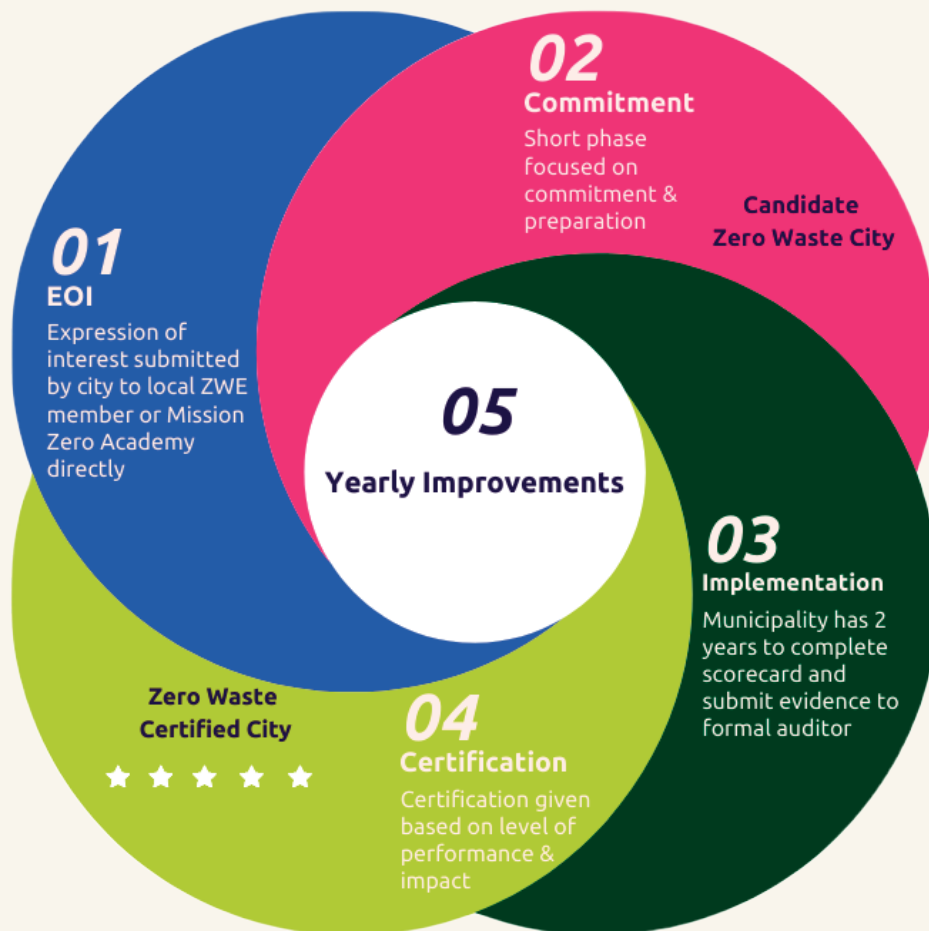 01
EOI
Expression of
interest submitted
by city to local ZWE
member or Mission
Zero Academy
directly
02
Commitment
Short phase
focused on
commitment &
preparation
Candidate
Zero Waste City
03
Implementation
Municipality has 2
years to complete
scorecard and
submit evidence to
formal auditor
04
Certification
Certification given
based on level of
performance &
impact
Zero Waste
Certified City
05
Yearly Improvements